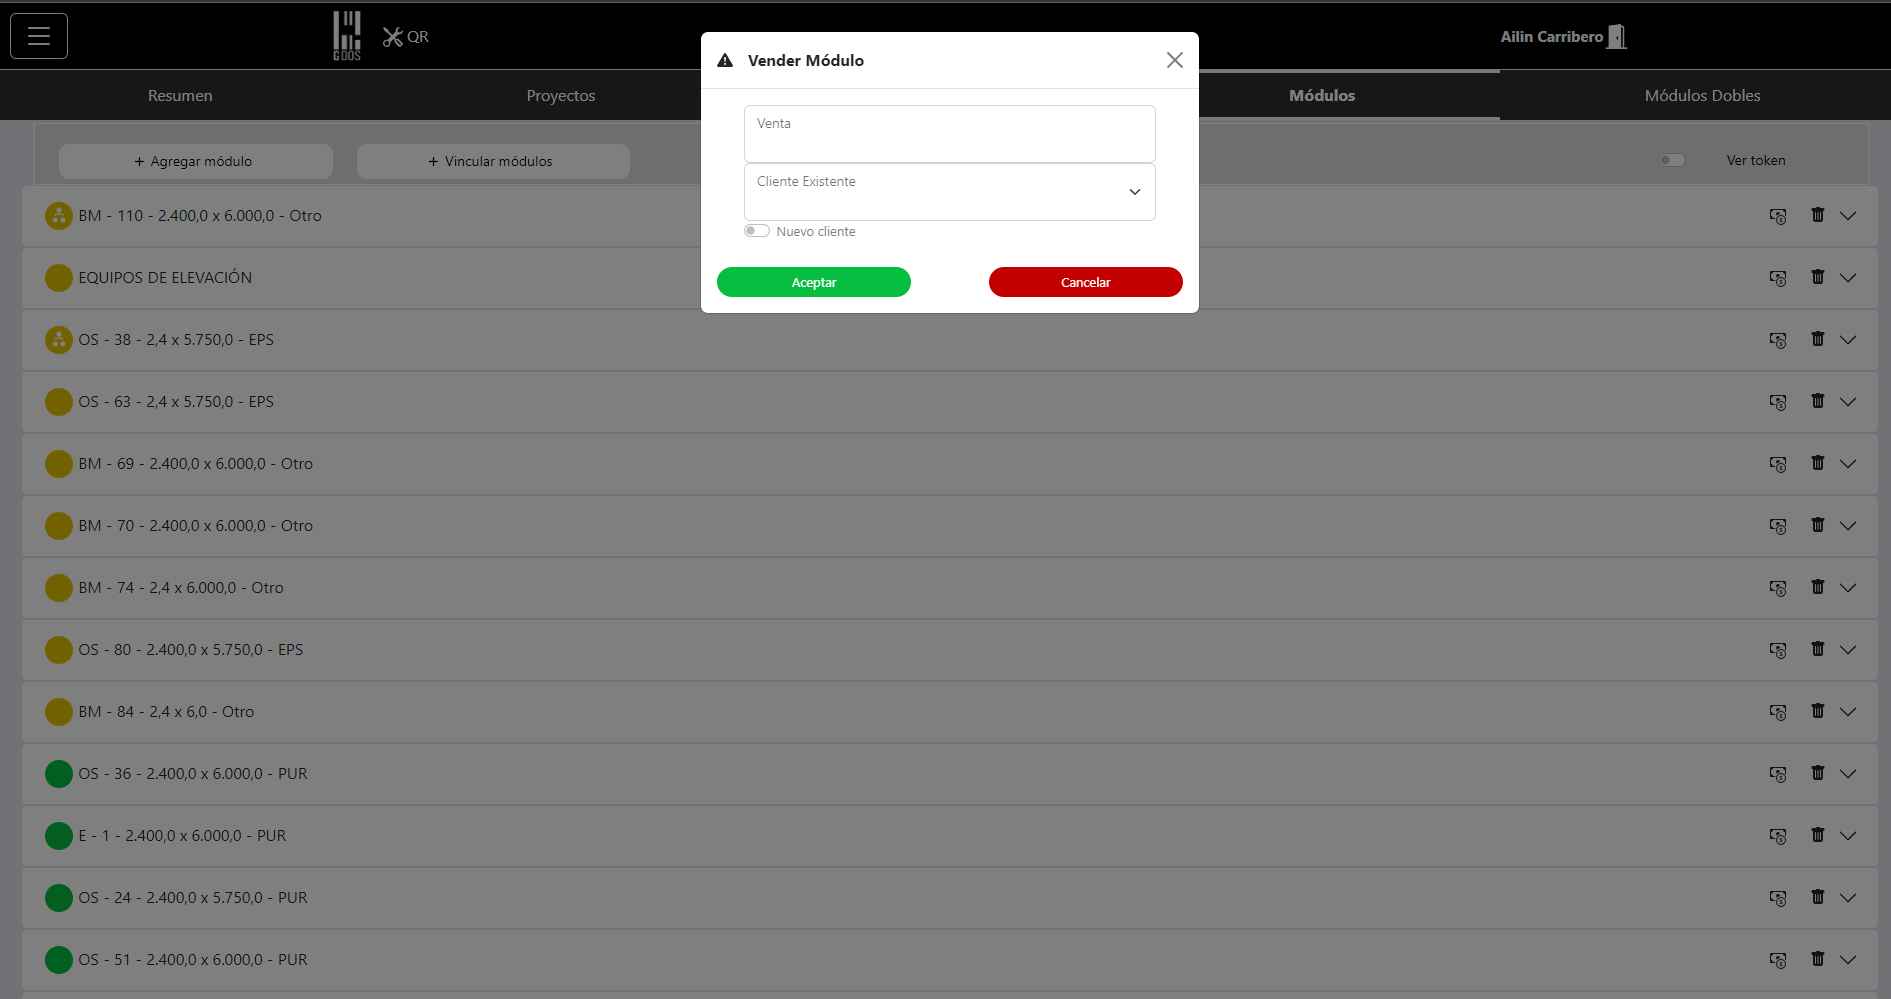 GDOS
QR
Ailin Carribero
Resumen
Proyectos
Módulos
Módulos Dobles
Vender Módulo
Venta
Cliente Existente
Nuevo cliente
Aceptar
Cancelar
+ Agregar módulo
+ Vincular módulos
Ver token
BM - 110 - 2.400,0 x 6.000,0 - Otro
EQUIPOS DE ELEVACIÓN
OS - 38 - 2,4 x 5.750,0 - EPS
OS - 63 - 2,4 x 5.750,0 - EPS
BM - 69 - 2.400,0 x 6.000,0 - Otro
BM - 70 - 2.400,0 x 6.000,0 - Otro
BM - 74 - 2,4 x 6.000,0 - Otro
OS - 80 - 2.400,0 x 5.750,0 - EPS
BM - 84 - 2,4 x 6,0 - Otro
OS - 36 - 2.400,0 x 6.000,0 - PUR
E - 1 - 2.400,0 x 6.000,0 - PUR
OS - 24 - 2.400,0 x 5.750,0 - PUR
OS - 51 - 2.400,0 x 6.000,0 - PUR